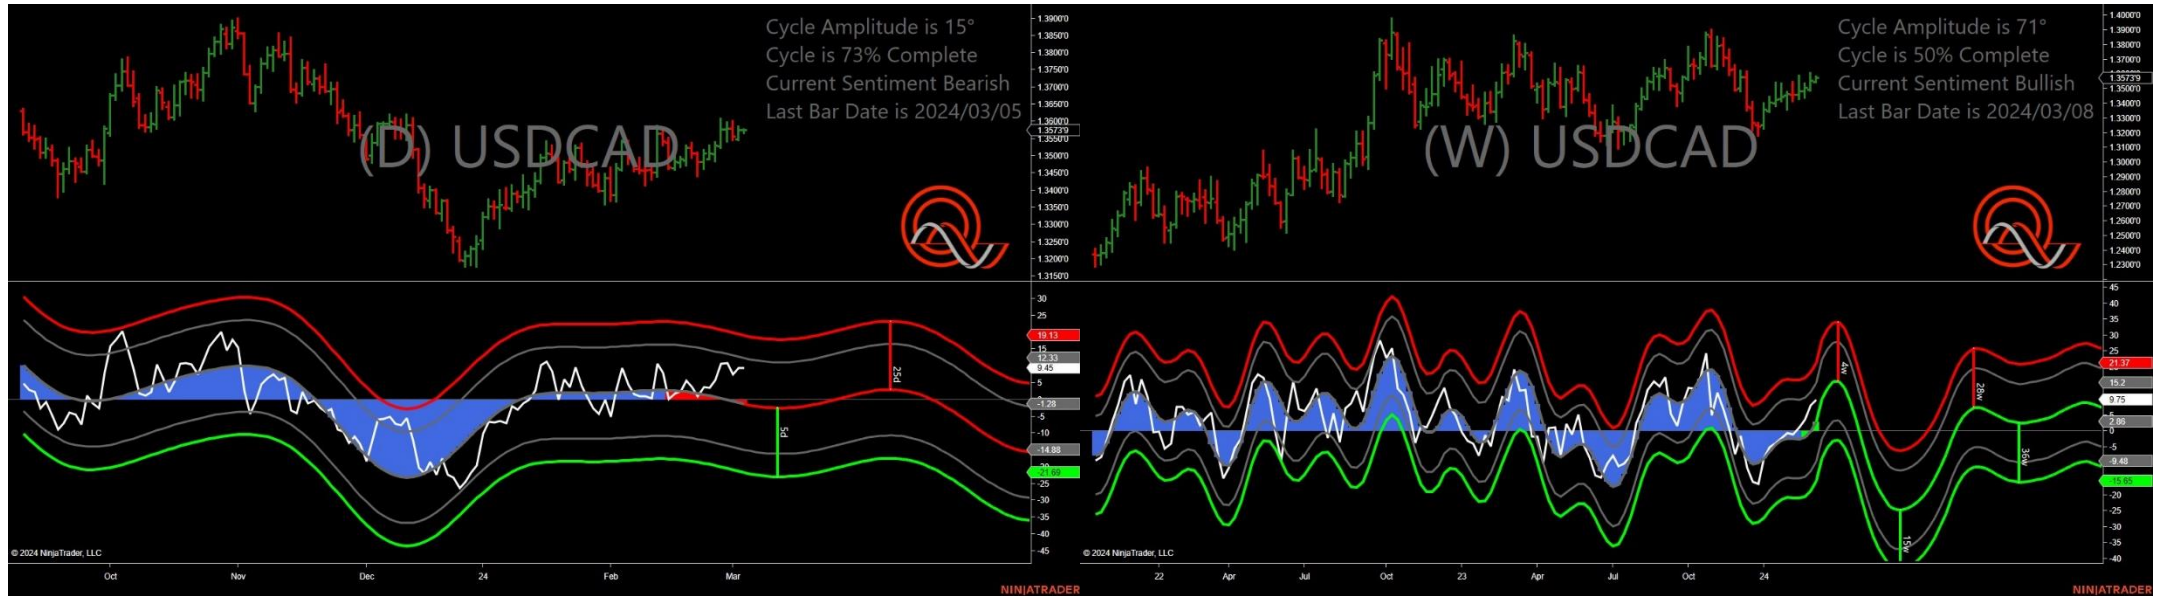 Cycle Amplitude is 15°
Cycle is 73% Complete
Current Sentiment Bearish
Last Bar Date is 2024/03/05
(D) USDCAD
1.3900'0
1.3850'0
1.3800'0
1.3750'0
1.3700'0
1.3650'0
1.3600'0
1.3573'9
1.3550'0
1.3500'0
1.3450'0
1.3400'0
1.3350'0
1.3300'0
1.3250'0
1.3200'0
1.3150'0
30
25
19.13
15
12.33
9.45
5
-1.28
-5
-10
-14.88
-21.69
-25
-30
-35
-40
-45
25d
5d
© 2024 NinjaTrader, LLC
Oct
Nov
Dec
24
Feb
Mar
NINJATRADER
Cycle Amplitude is 71°
Cycle is 50% Complete
Current Sentiment Bullish
Last Bar Date is 2024/03/08
(W) USDCAD
1.4000'0
1.3900'0
1.3800'0
1.3700'0
1.3573'9
1.3400'0
1.3300'0
1.3200'0
1.3100'0
1.3000'0
1.2900'0
1.2800'0
1.2700'0
1.2600'0
1.2500'0
1.2400'0
1.2300'0
45
40
35
30
25
21.37
15.2
9.75
5
2.86
0
-5
-9.48
-15.65
-20
-25
-30
-35
-40
4w
28w
36w
15w
© 2024 NinjaTrader, LLC
22
Apr
Jul
Oct
23
Apr
Jul
Oct
24
NINJATRADER